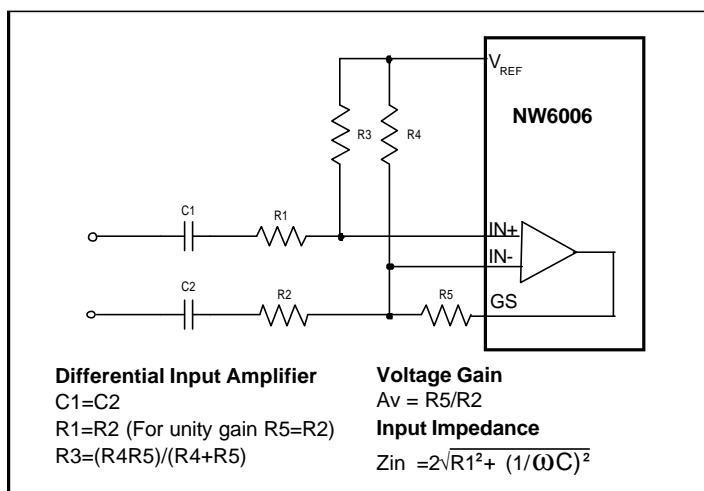 VREF
NW6006
R3
R4
C1
R1
IN+
IN-
C2
R2
R5
GS
Differential Input Amplifier
C1=C2
R1=R2 (For unity gain R5=R2)
R3=(R4R5)/(R4+R5)
Voltage Gain
Av = R5/R2
Input Impedance
Zin =2√R1²+ (1/ωC)²